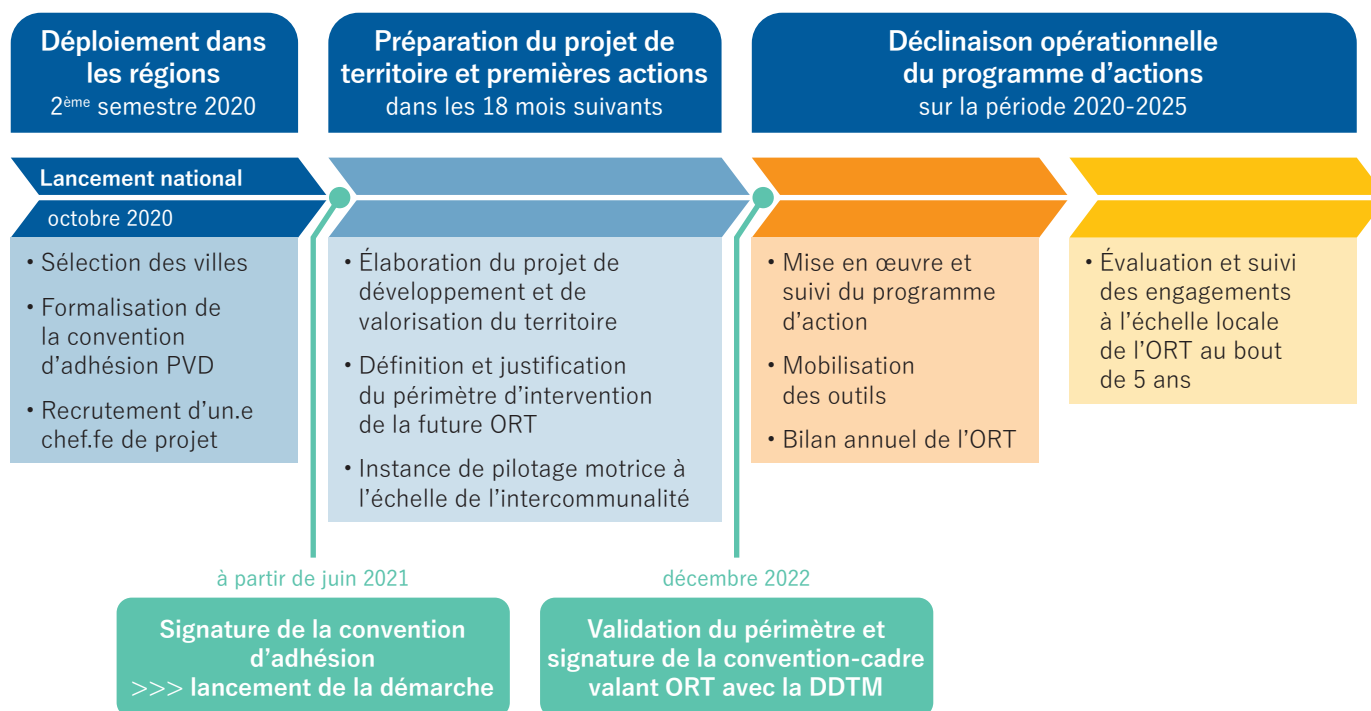 Déploiement dans
les régions
2ème semestre 2020
Préparation du projet de
territoire et premières actions
dans les 18 mois suivants
Déclinaison opérationnelle
du programme d'actions
sur la période 2020-2025
Lancement national
octobre 2020
• Sélection des villes
• Formalisation de
la convention
d'adhésion PVD
• Recrutement d'un.e
chef.fe de projet
• Élaboration du projet de
développement et de
valorisation du territoire
• Définition et justification
du périmètre d'intervention
de la future ORT
• Instance de pilotage motrice à
l'échelle de l'intercommunalité
• Mise en œuvre et
suivi du programme
d'action
• Mobilisation
des outils
• Bilan annuel de l'ORT
• Évaluation et suivi
des engagements
à l'échelle locale
de l'ORT au bout
de 5 ans
à partir de juin 2021
Signature de la convention
d'adhésion
>>> lancement de la démarche
décembre 2022
Validation du périmètre et
signature de la convention-cadre
valant ORT avec la DDTM